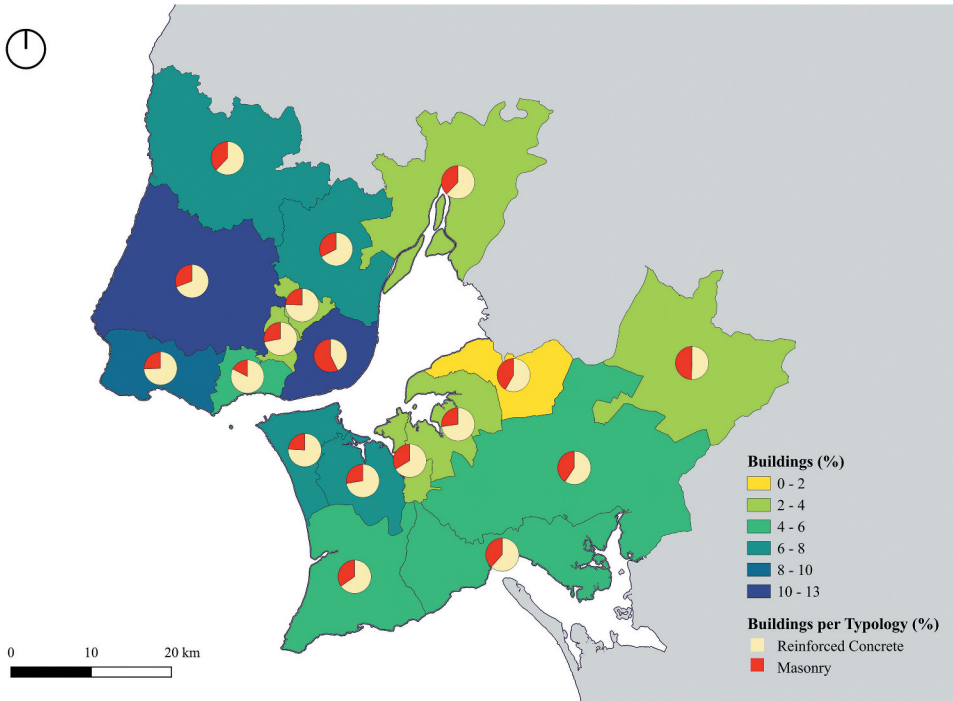 Buildings (%)
0 - 2
2 - 4
4 - 6
6 - 8
8 - 10
10 - 13
Buildings per Typology (%)
Reinforced Concrete
Masonry
0 10 20 km